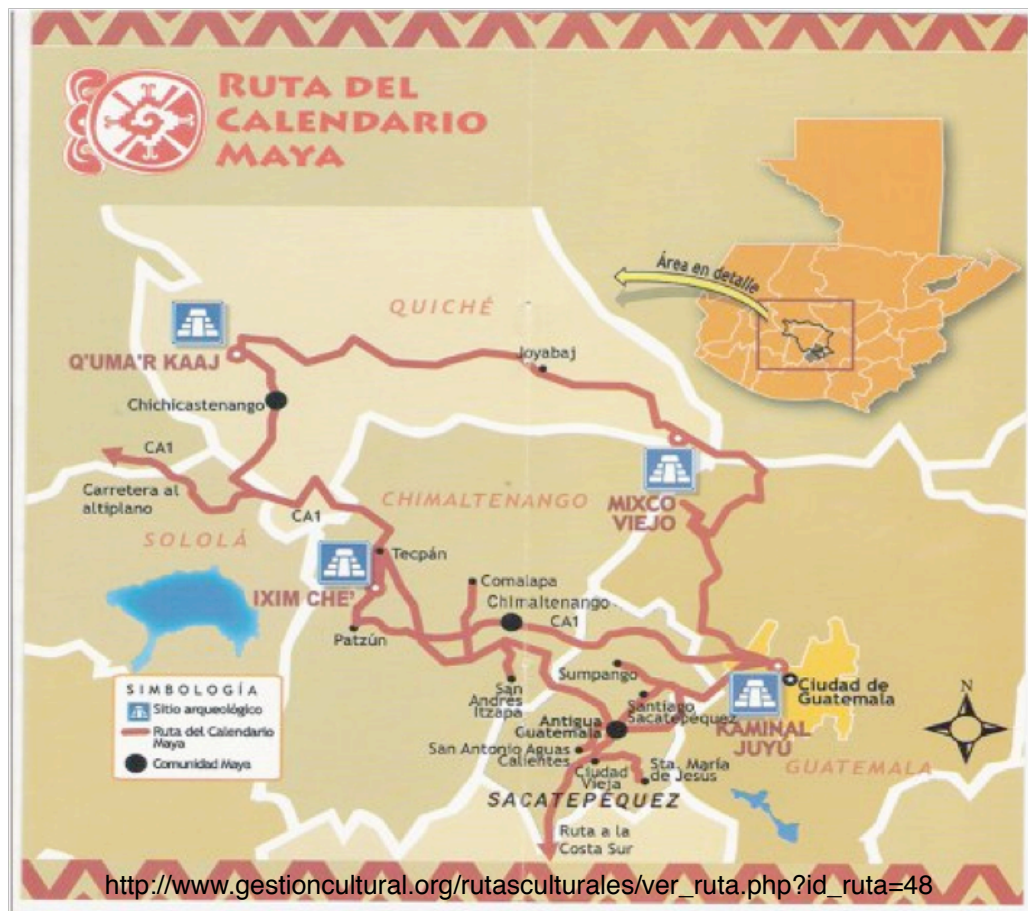 RUTA DEL
CALENDARIO
MAYA
Área en detalle
QUICHÉ
Joyabaj
Q'UMA'R KAAJ
Chichicastenango
CA1
Carretera al
altiplano
CHIMALTENANGO
MIXCO
VIEJO
CA1
SOLOLÁ
Tecpán
IXIM CHE'
Comalapa
Chimaltenango
CA1
Patzún
Sumpango
San
Andrés
Itzapa
Santiago
Sacatepéquez
Ciudad de
Guatemala
N
KAMINAL
JUYÚ
Antigua
Guatemala
San Antonio Aguas
Calientes
Ciudad
Vieja
Sta. María
de Jesús
GUATEMALA
SACATEPÉQUEZ
Ruta a la
Costa Sur
SIMBOLOGÍA
Sitio arqueológico
Ruta del Calendario
Maya
Comunidad Maya
http://www.gestioncultural.org/rutasculturales/ver_ruta.php?id_ruta=48